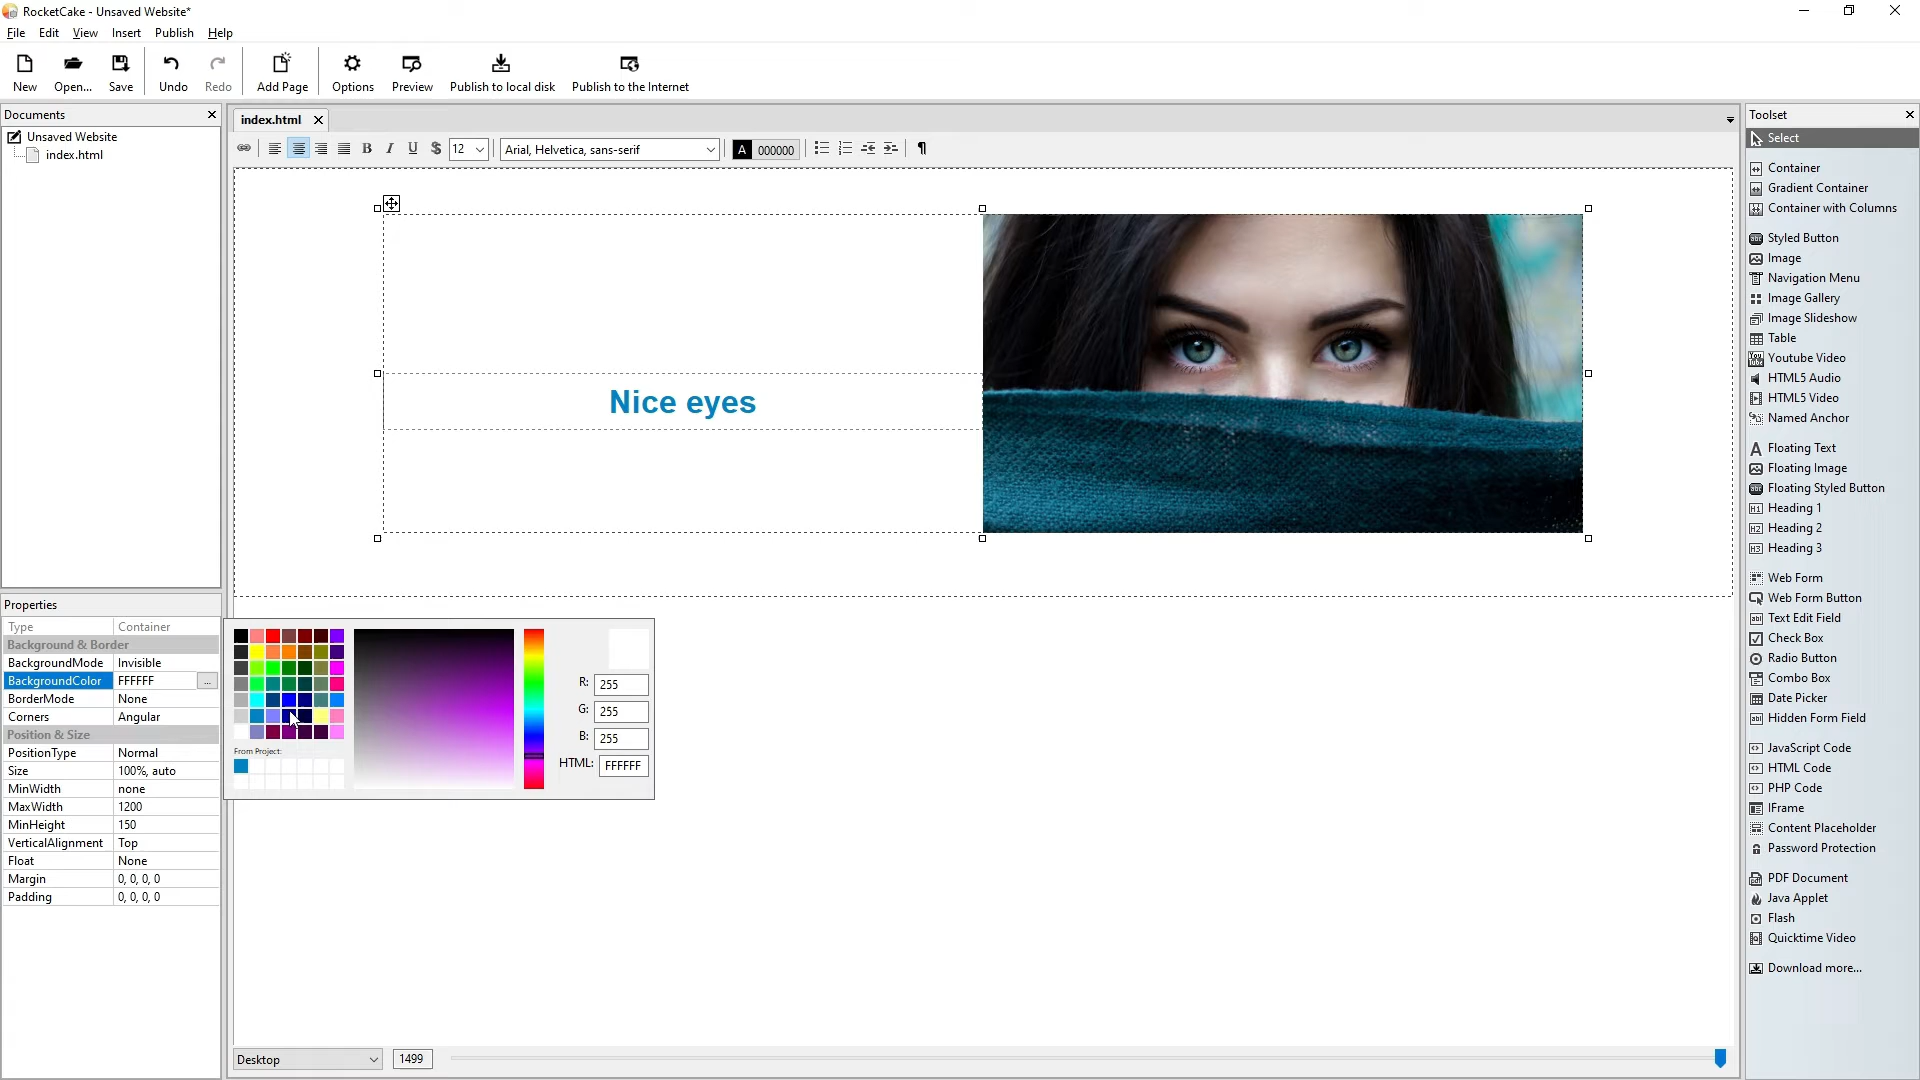 RocketCake - Unsaved Website*
File Edit View Insert Publish Help
New Open... Save Undo Redo Add Page Options Preview Publish to local disk Publish to the Internet
Documents
Unsaved Website
index.html
index.html
12 Arial, Helvetica, sans-serif A 000000
Nice eyes
Properties
Type Container
Background & Border
BackgroundMode Invisible
BackgroundColor FFFFFF ...
BorderMode None
Corners Angular
Position & Size
PositionType Normal
Size 100%, auto
MinWidth none
MaxWidth 1200
MinHeight 150
VerticalAlignment Top
Float None
Margin 0, 0, 0, 0
Padding 0, 0, 0, 0
From Project:
R: 255
G: 255
B: 255
HTML: FFFFFF
Desktop 1499
Toolset
Select
Container
Gradient Container
Container with Columns
Styled Button
Image
Navigation Menu
Image Gallery
Image Slideshow
Table
Youtube Video
HTML5 Audio
HTML5 Video
Named Anchor
Floating Text
Floating Image
Floating Styled Button
Heading 1
Heading 2
Heading 3
Web Form
Web Form Button
Text Edit Field
Check Box
Radio Button
Combo Box
Date Picker
Hidden Form Field
JavaScript Code
HTML Code
PHP Code
IFrame
Content Placeholder
Password Protection
PDF Document
Java Applet
Flash
Quicktime Video
Download more...